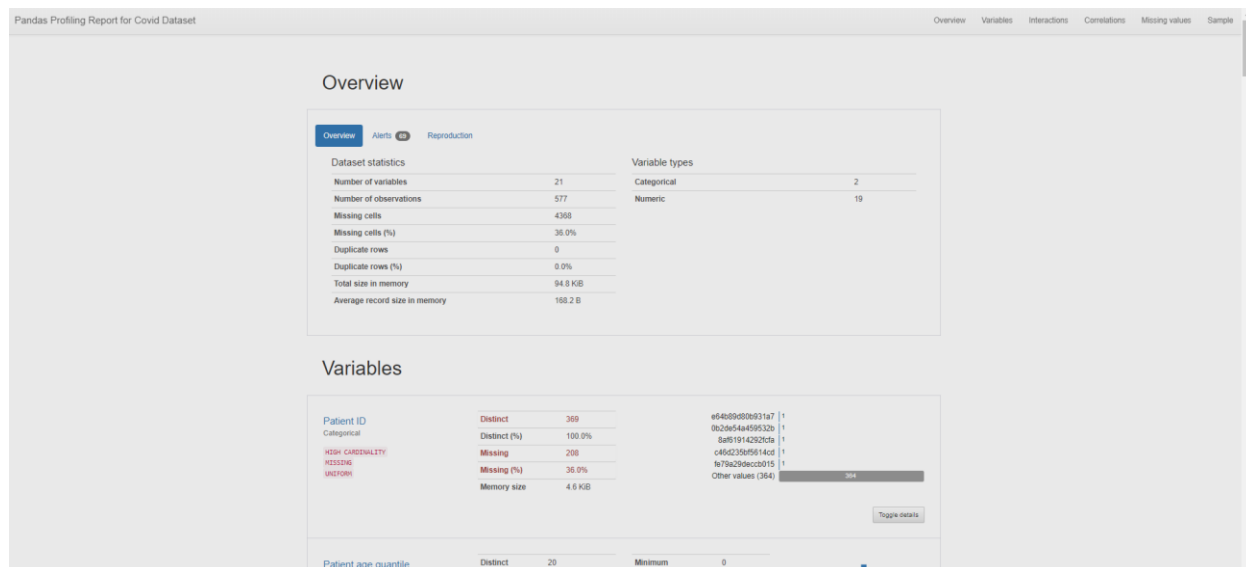 Pandas Profiling Report for Covid Dataset
Overview Variables Interactions Correlations Missing values Sample
Overview
Overview Alerts 69 Reproduction
Dataset statistics
Number of variables 21
Number of observations 577
Missing cells 4368
Missing cells (%) 36.0%
Duplicate rows 0
Duplicate rows (%) 0.0%
Total size in memory 94.8 KiB
Average record size in memory 168.2 B
Variable types
Categorical 2
Numeric 19
Variables
Patient ID
Categorical
HIGH CARDINALITY
MISSING
UNIFORM
Distinct 369
Distinct (%) 100.0%
Missing 208
Missing (%) 36.0%
Memory size 4.6 KiB
e64b89d80b931a7 1
0b2de54a459532b 1
8af61914292fcfa 1
c46d235bf5614cd 1
fe79a29deccb015 1
Other values (364) 364
Toggle details
Patient age quantile
Distinct 20
Minimum 0